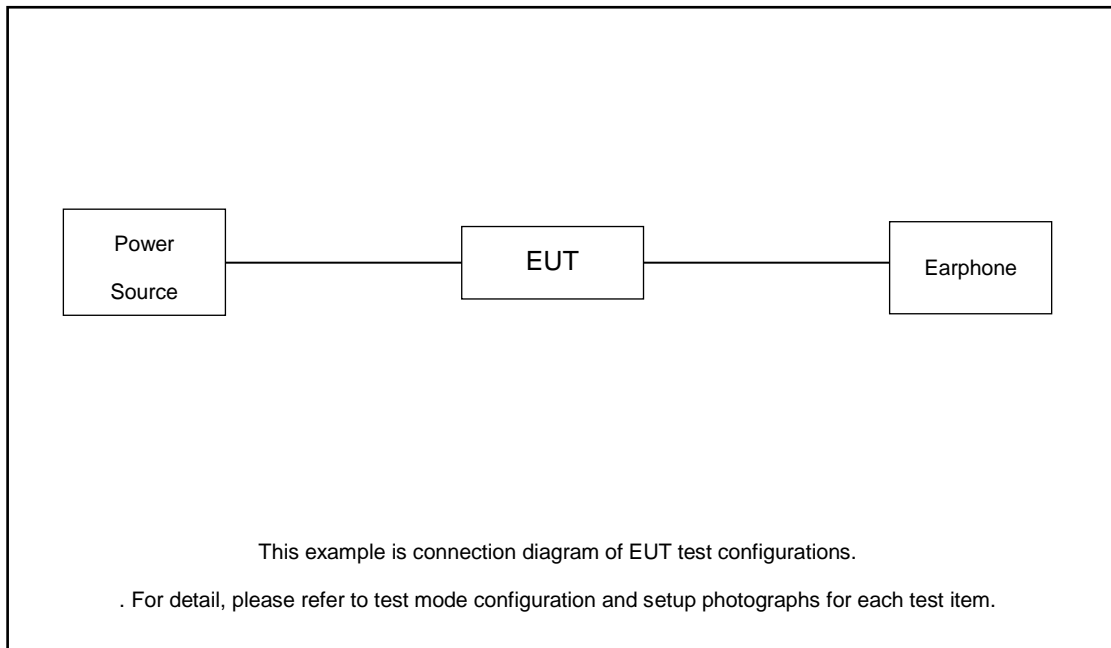 Power
Source
EUT
Earphone
This example is connection diagram of EUT test configurations.
. For detail, please refer to test mode configuration and setup photographs for each test item.